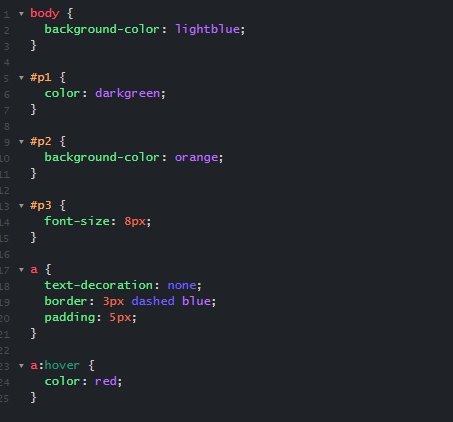 1 body {
2   background-color: lightblue;
3 }
4
5 #p1 {
6   color: darkgreen;
7 }
8
9 #p2 {
10   background-color: orange;
11 }
12
13 #p3 {
14   font-size: 8px;
15 }
16
17 a {
18   text-decoration: none;
19   border: 3px dashed blue;
20   padding: 5px;
21 }
22
23 a:hover {
24   color: red;
25 }